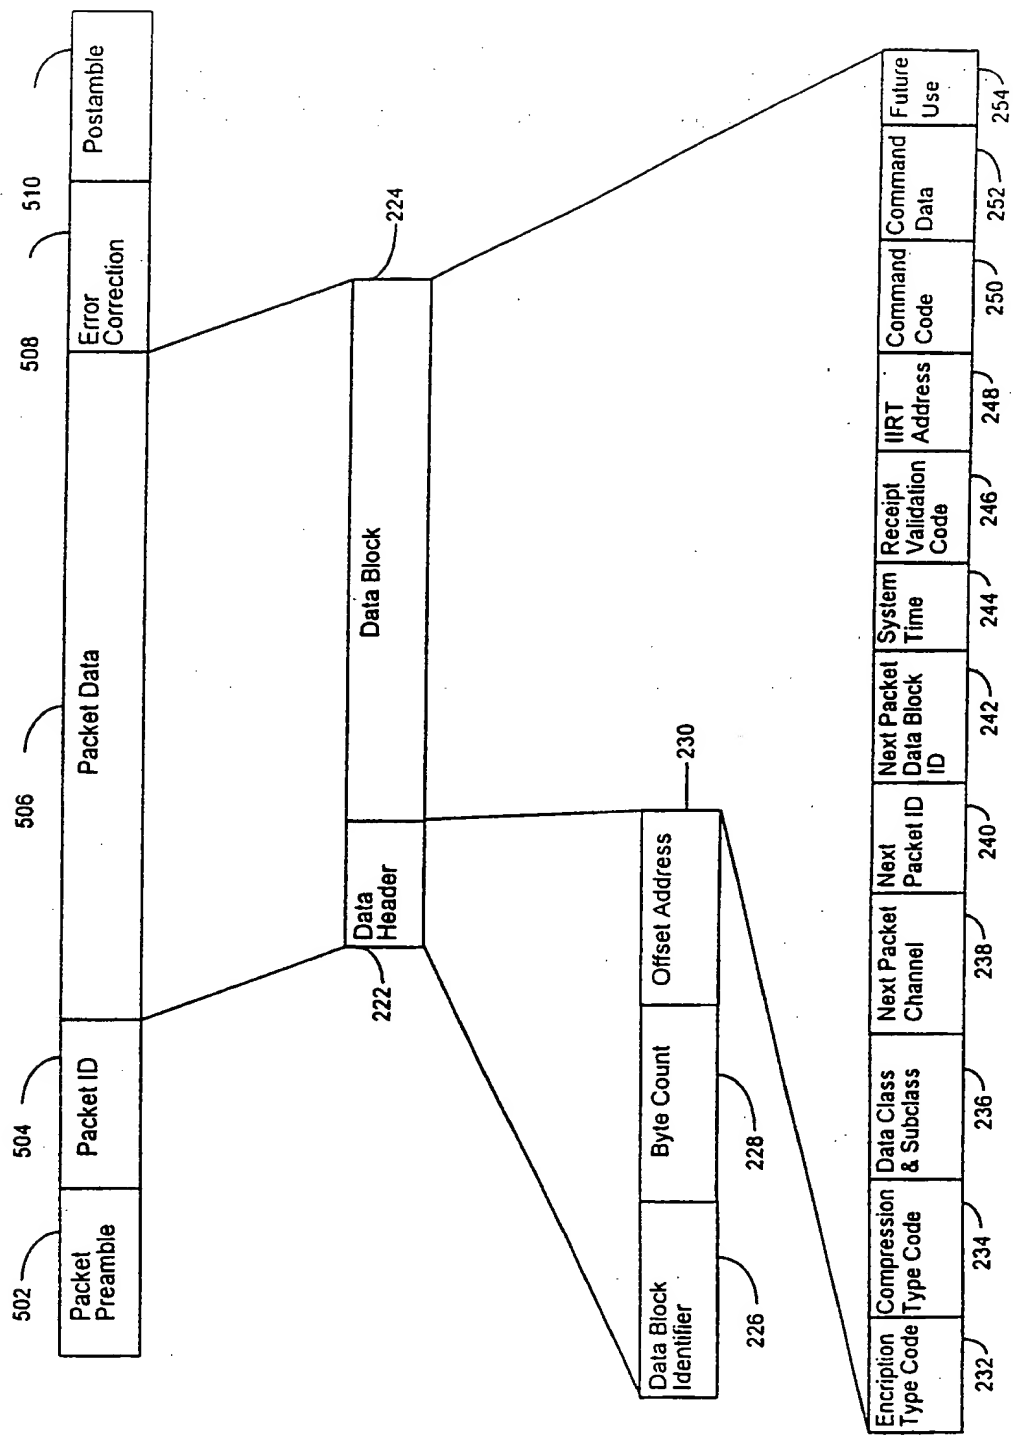 502
504
506
508
510
Packet
Preamble
Packet ID
Packet Data
Error
Correction
Postamble
222
Data
Header
Data Block
224
Data Block
Identifier
Byte Count
Offset Address
226
228
230
Encription
Type Code
Compression
Type Code
Data Class
& Subclass
Next Packet
Channel
Next
Packet ID
Next Packet
Data Block
ID
System
Time
Receipt
Validation
Code
IIRT
Address
Command
Code
Command
Data
Future
Use
232
234
236
238
240
242
244
246
248
250
252
254